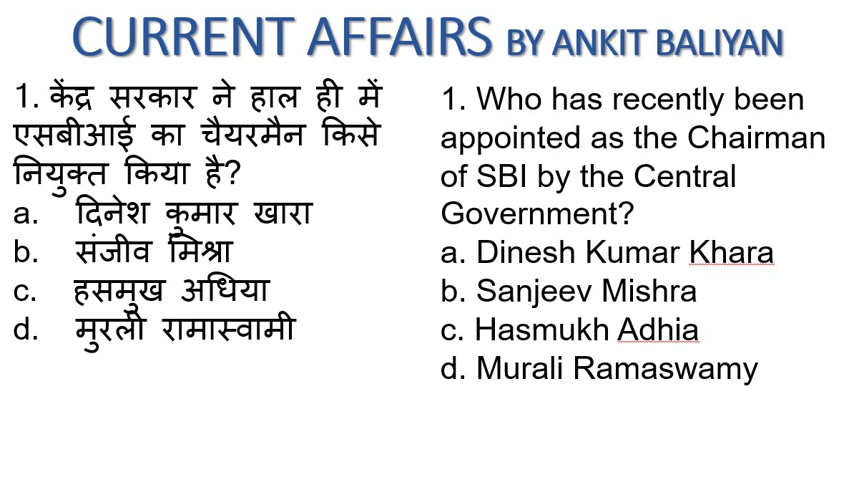 CURRENT AFFAIRS BY ANKIT BALIYAN
1. केंद्र सरकार ने हाल ही में
एसबीआई का चैयरमैन किसे
नियुक्त किया है?
a. दिनेश कुमार खारा
b. संजीव मिश्रा
c. हसमुख अधिया
d. मुरली रामास्वामी
1. Who has recently been
appointed as the Chairman
of SBI by the Central
Government?
a. Dinesh Kumar Khara
b. Sanjeev Mishra
c. Hasmukh Adhia
d. Murali Ramaswamy